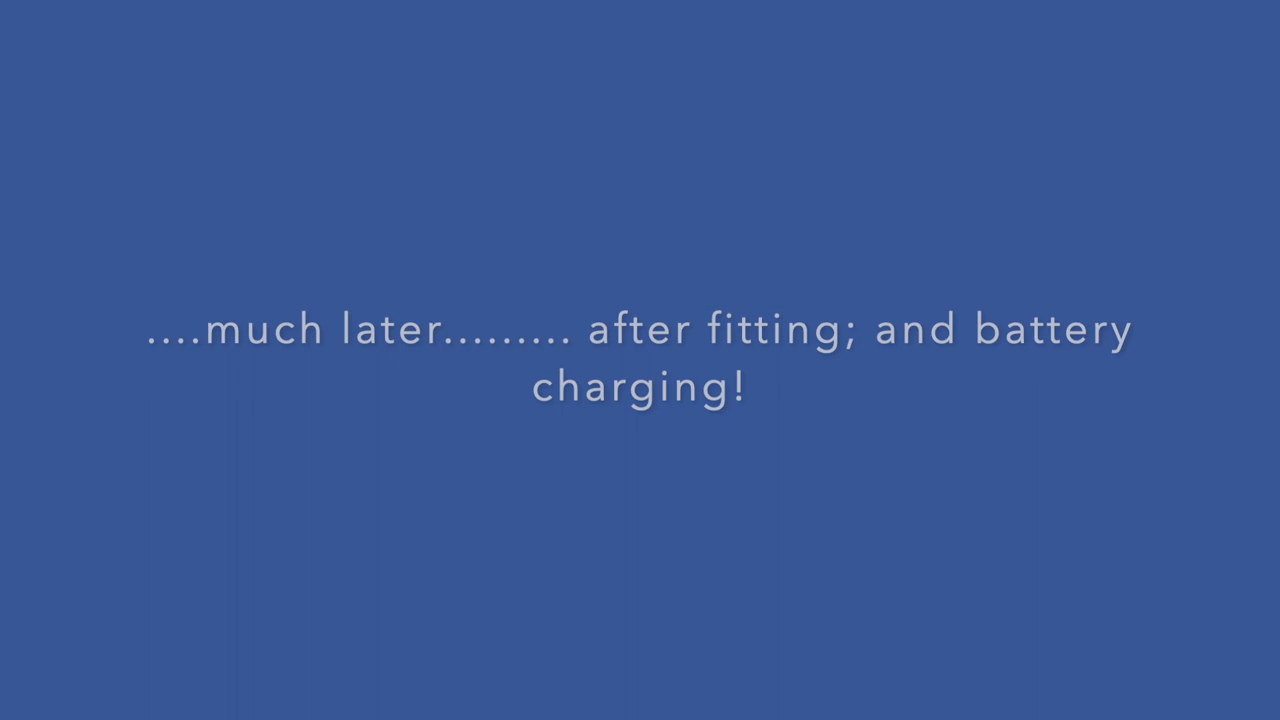 ....much later......... after fitting; and battery
charging!